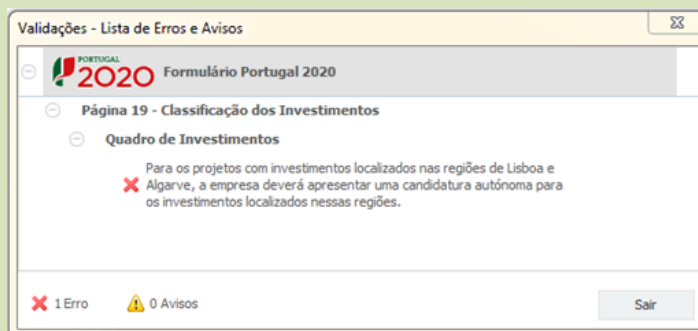 Validações - Lista de Erros e Avisos
PORTUGAL
2020 Formulário Portugal 2020
Página 19 - Classificação dos Investimentos
Quadro de Investimentos
Para os projetos com investimentos localizados nas regiões de Lisboa e
Algarve, a empresa deverá apresentar uma candidatura autónoma para
os investimentos localizados nessas regiões.
1 Erro 0 Avisos Sair